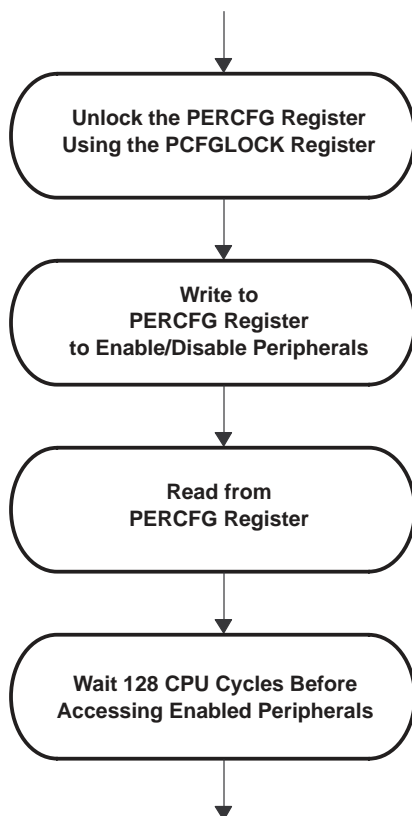 Unlock the PERCFG Register
Using the PCFGLOCK Register
Write to
PERCFG Register
to Enable/Disable Peripherals
Read from
PERCFG Register
Wait 128 CPU Cycles Before
Accessing Enabled Peripherals